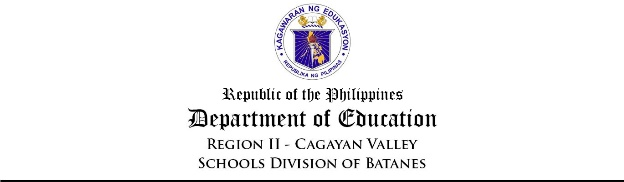 KAGAWARAN NG EDUKASYON
REPUBLIKA NG PILIPINAS
Republic of the Philippines
Department of Education
REGION II - CAGAYAN VALLEY
SCHOOLS DIVISION OF BATANES